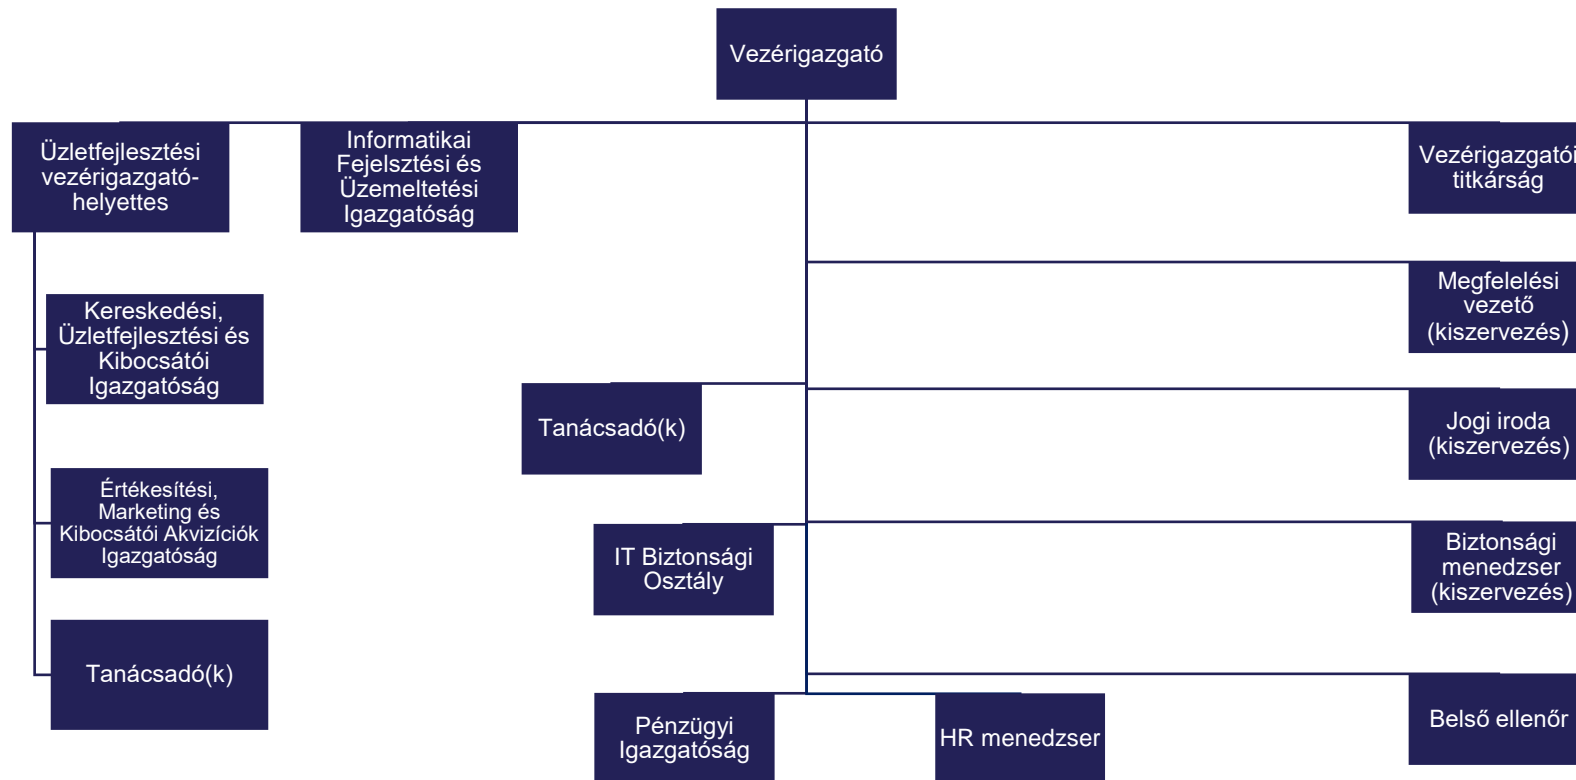 Vezérigazgató
Üzletfejlesztési
vezérigazgató-
helyettes
Informatikai
Fejelsztési és
Üzemeltetési
Igazgatóság
Vezérigazgatói
titkárság
Kereskedési,
Üzletfejlesztési és
Kibocsátói
Igazgatóság
Megfelelési
vezető
(kiszervezés)
Tanácsadó(k)
Jogi iroda
(kiszervezés)
Értékesítési,
Marketing és
Kibocsátói Akvizíciók
Igazgatóság
IT Biztonsági
Osztály
Biztonsági
menedzser
(kiszervezés)
Tanácsadó(k)
Pénzügyi
Igazgatóság
HR menedzser
Belső ellenőr